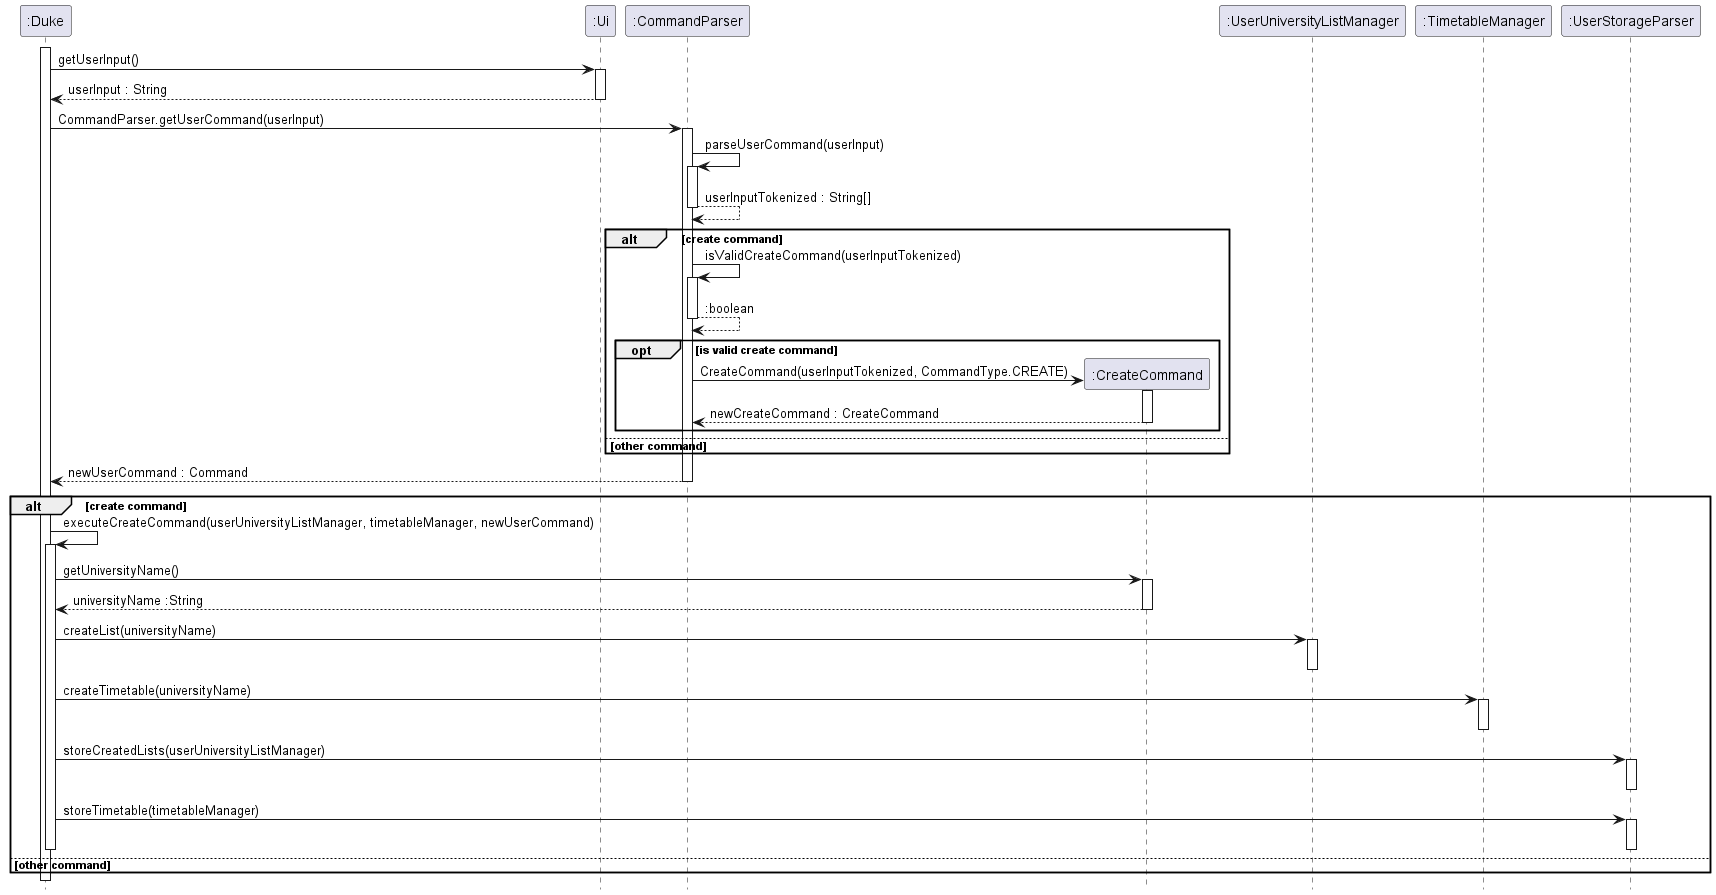 :Duke
:Ui
:CommandParser
:UserUniversityListManager
:TimetableManager
:UserStorageParser
getUserInput()
userInput : String
CommandParser.getUserCommand(userInput)
parseUserCommand(userInput)
userInputTokenized : String[]
alt
[create command]
isValidCreateCommand(userInputTokenized)
:boolean
opt
[is valid create command]
CreateCommand(userInputTokenized, CommandType.CREATE)
:CreateCommand
newCreateCommand : CreateCommand
[other command]
newUserCommand : Command
alt
[create command]
executeCreateCommand(userUniversityListManager, timetableManager, newUserCommand)
getUniversityName()
universityName :String
createList(universityName)
createTimetable(universityName)
storeCreatedLists(userUniversityListManager)
storeTimetable(timetableManager)
[other command]